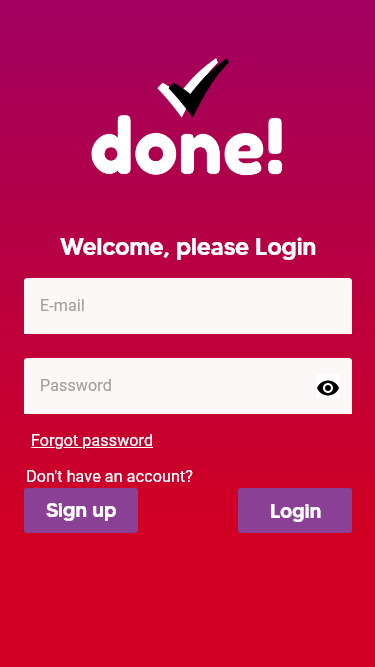 done!
Welcome, please Login
E-mail
Password
Forgot password
Don't have an account?
Sign up
Login